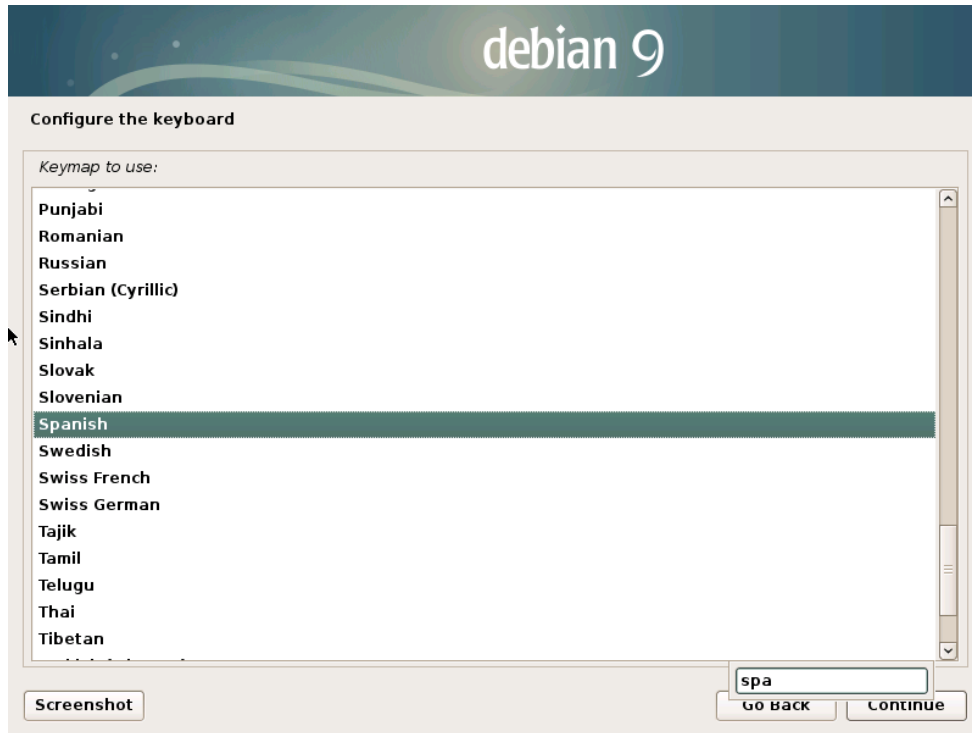 debian 9
Configure the keyboard
Keymap to use:
Punjabi
Romanian
Russian
Serbian (Cyrillic)
Sindhi
Sinhala
Slovak
Slovenian
Spanish
Swedish
Swiss French
Swiss German
Tajik
Tamil
Telugu
Thai
Tibetan
spa
Screenshot
Go Back
Continue